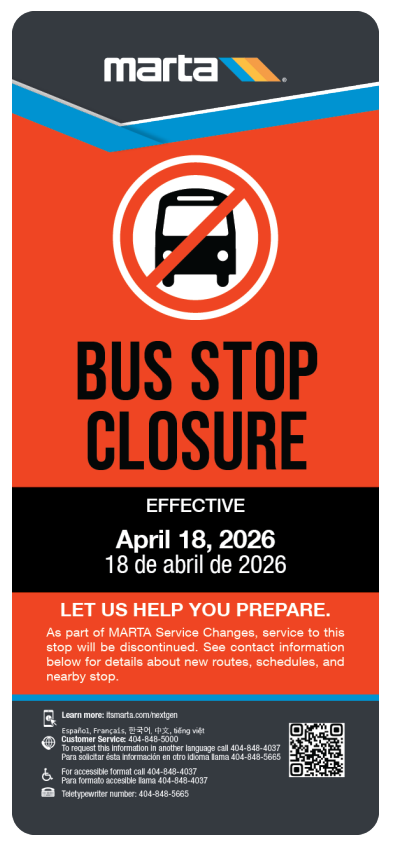 marta
BUS STOP
CLOSURE
EFFECTIVE
April 18, 2026
18 de abril de 2026
LET US HELP YOU PREPARE.
As part of MARTA Service Changes, service to this
stop will be discontinued. See contact information
below for details about new routes, schedules, and
nearby stop.
Learn more: itsmarta.com/nextgen
Español, Français, 한국어, 中文, tiếng việt
Customer Service: 404-848-5000
To request this information in another language call 404-848-4037
Para solicitar ésta información en otro idioma llama 404-848-5665
For accessible format call 404-848-4037
Para formato accesible llama 404-848-4037
Teletypewriter number: 404-848-5665